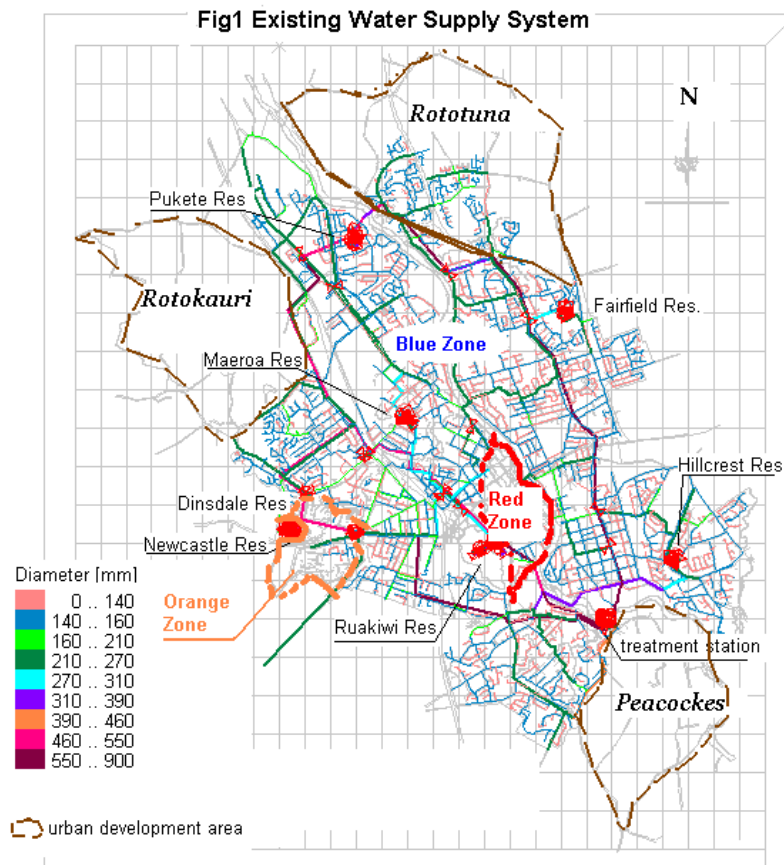 Fig1 Existing Water Supply System
Rototuna
N
Pukete Res
Rotokauri
Fairfield Res.
Blue Zone
Maeroa Res
Hillcrest Res
Red
Zone
Dinsdale Res
Newcastle Res
Diameter [mm]
0 .. 140
140 .. 160
160 .. 210
210 .. 270
270 .. 310
310 .. 390
390 .. 460
460 .. 550
550 .. 900
Orange
Zone
Ruakiwi Res
treatment station
Peacockes
urban development area